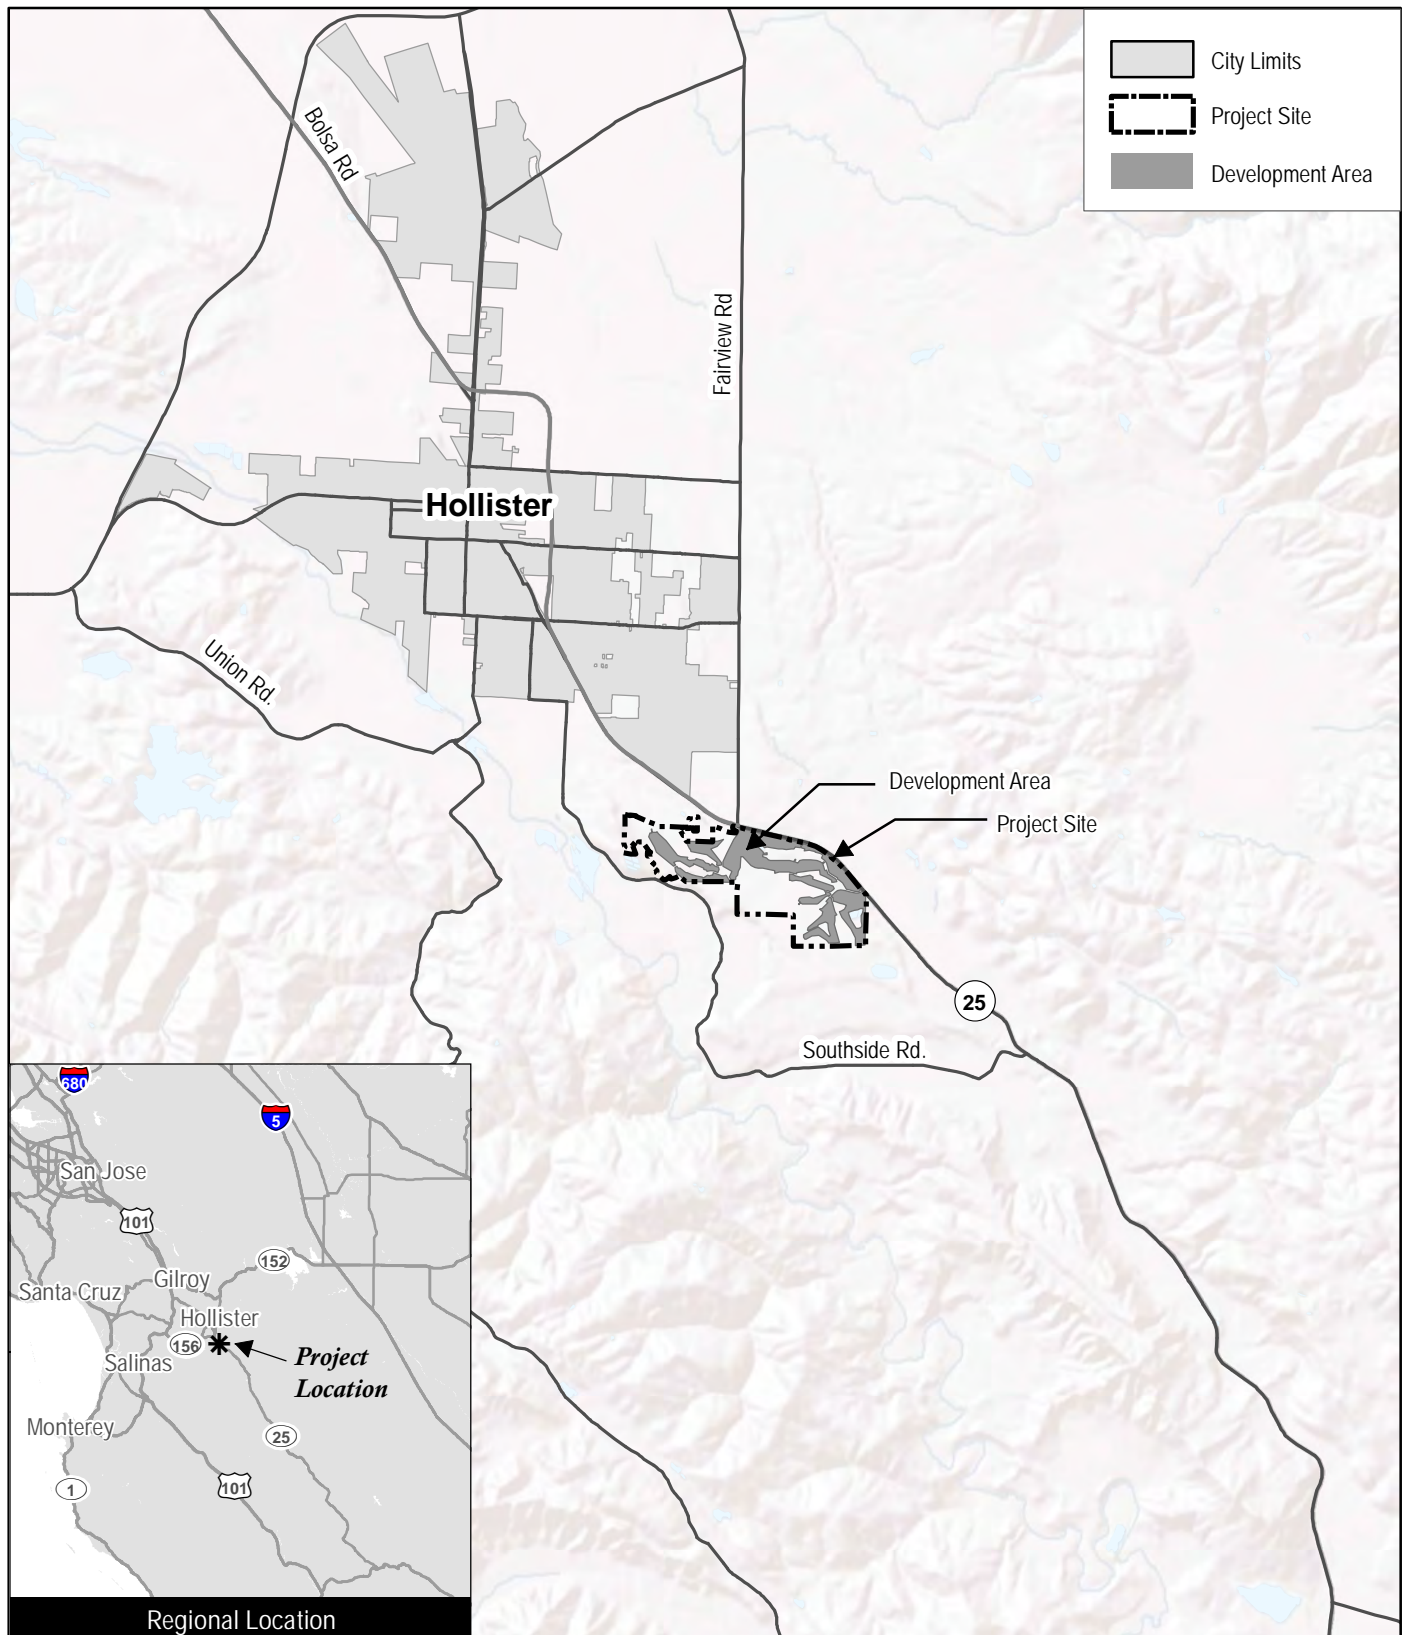 City Limits
Project Site
Development Area
Bolsa Rd
Fairview Rd
Hollister
Union Rd.
Development Area
Project Site
25
Southside Rd.
680
5
San Jose
101
152
Gilroy
Santa Cruz
Hollister
156
Project
Location
Salinas
Monterey
25
101
1
Regional Location